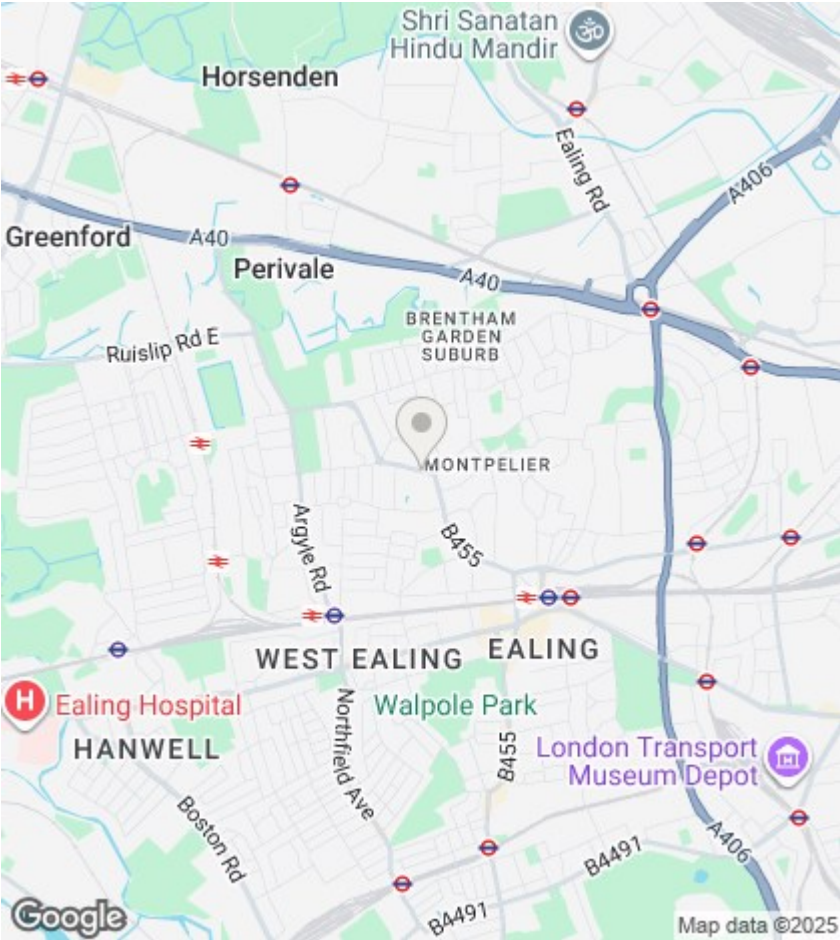 Shri Sanatan
Hindu Mandir
ॐ
Horsenden
Ealing Rd
A406
Greenford
A40
Perivale
A40
BRENTHAM
GARDEN
SUBURB
Ruislip Rd E
MONTPELIER
Argyle Rd
B455
WEST EALING
EALING
H
Ealing Hospital
Walpole Park
HANWELL
Northfield Ave
B455
London Transport
Museum Depot
Boston Rd
A406
B4491
B4491
Google
Map data ©2025